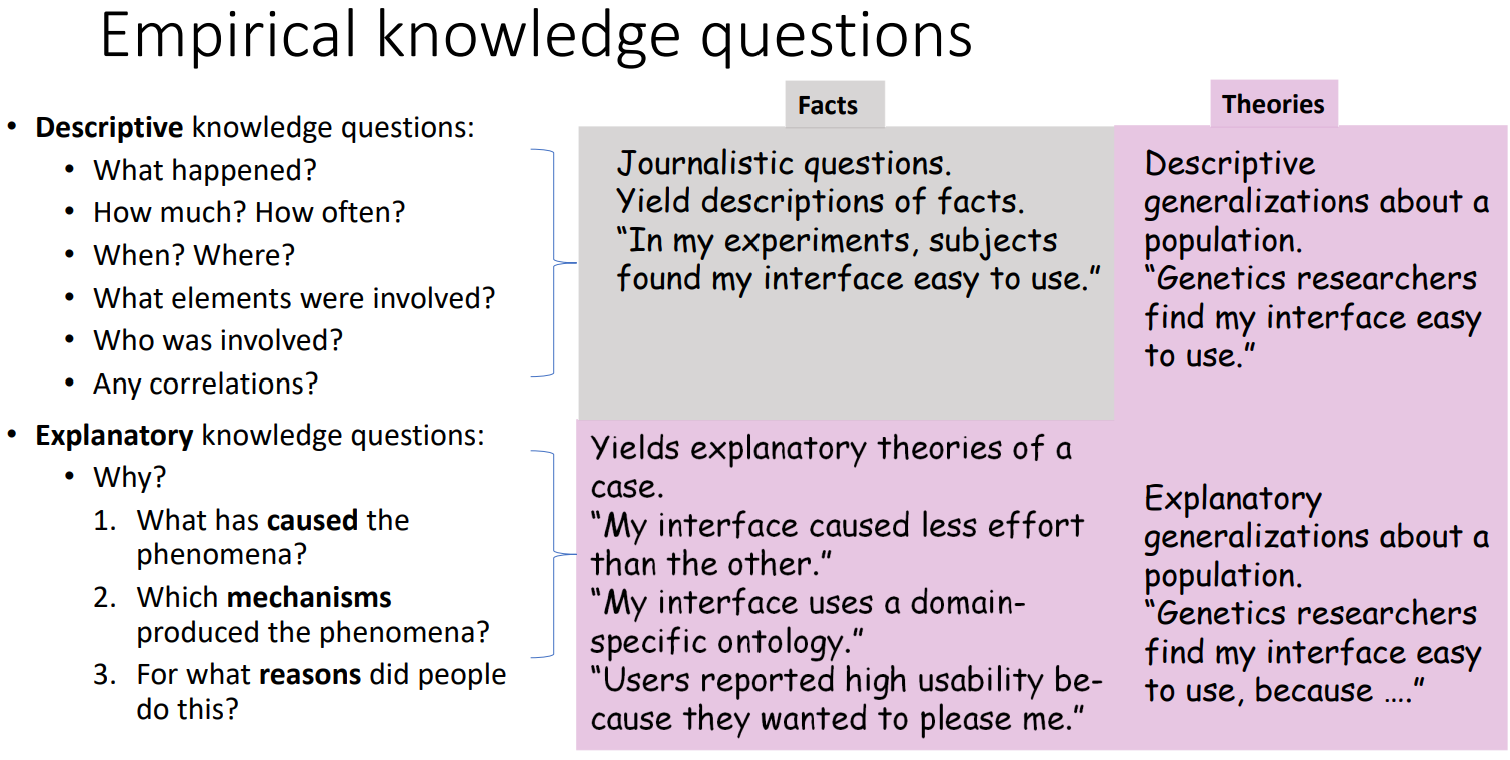 Empirical knowledge questions
• Descriptive knowledge questions:
• What happened?
• How much? How often?
• When? Where?
• What elements were involved?
• Who was involved?
• Any correlations?
• Explanatory knowledge questions:
• Why?
1. What has caused the
phenomena?
2. Which mechanisms
produced the phenomena?
3. For what reasons did people
do this?
Facts
Journalistic questions.
Yield descriptions of facts.
“In my experiments, subjects
found my interface easy to use.”
Yields explanatory theories of a
case.
“My interface caused less effort
than the other.”
“My interface uses a domain-
specific ontology.”
“Users reported high usability be-
cause they wanted to please me.”
Theories
Descriptive
generalizations about a
population.
“Genetics researchers
find my interface easy
to use.”
Explanatory
generalizations about a
population.
“Genetics researchers
find my interface easy
to use, because ….”